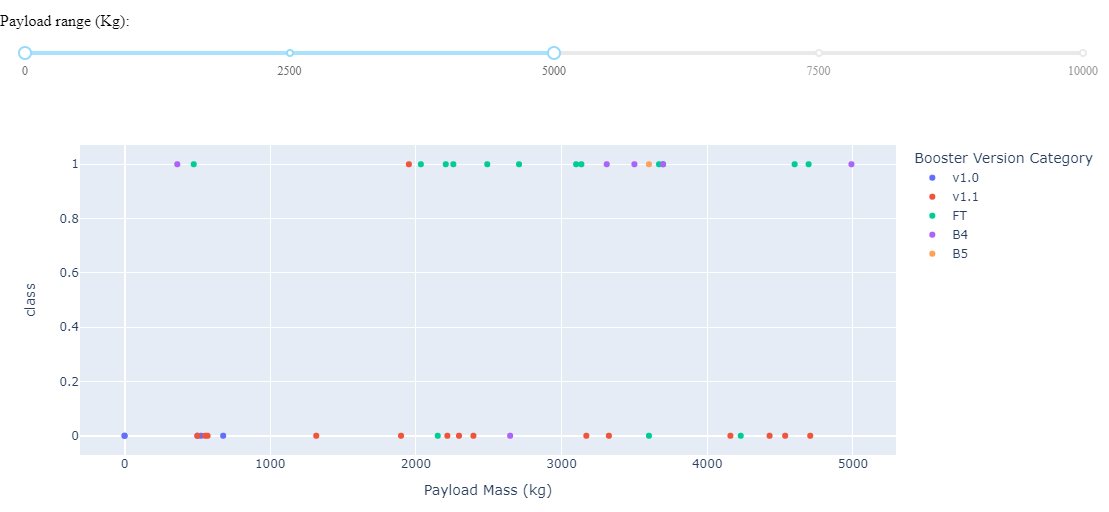 Payload range (Kg):
0 2500 5000 7500 10000
Booster Version Category
v1.0
v1.1
FT
B4
B5
1
0.8
0.6
0.4
0.2
0
class
0 1000 2000 3000 4000 5000
Payload Mass (kg)